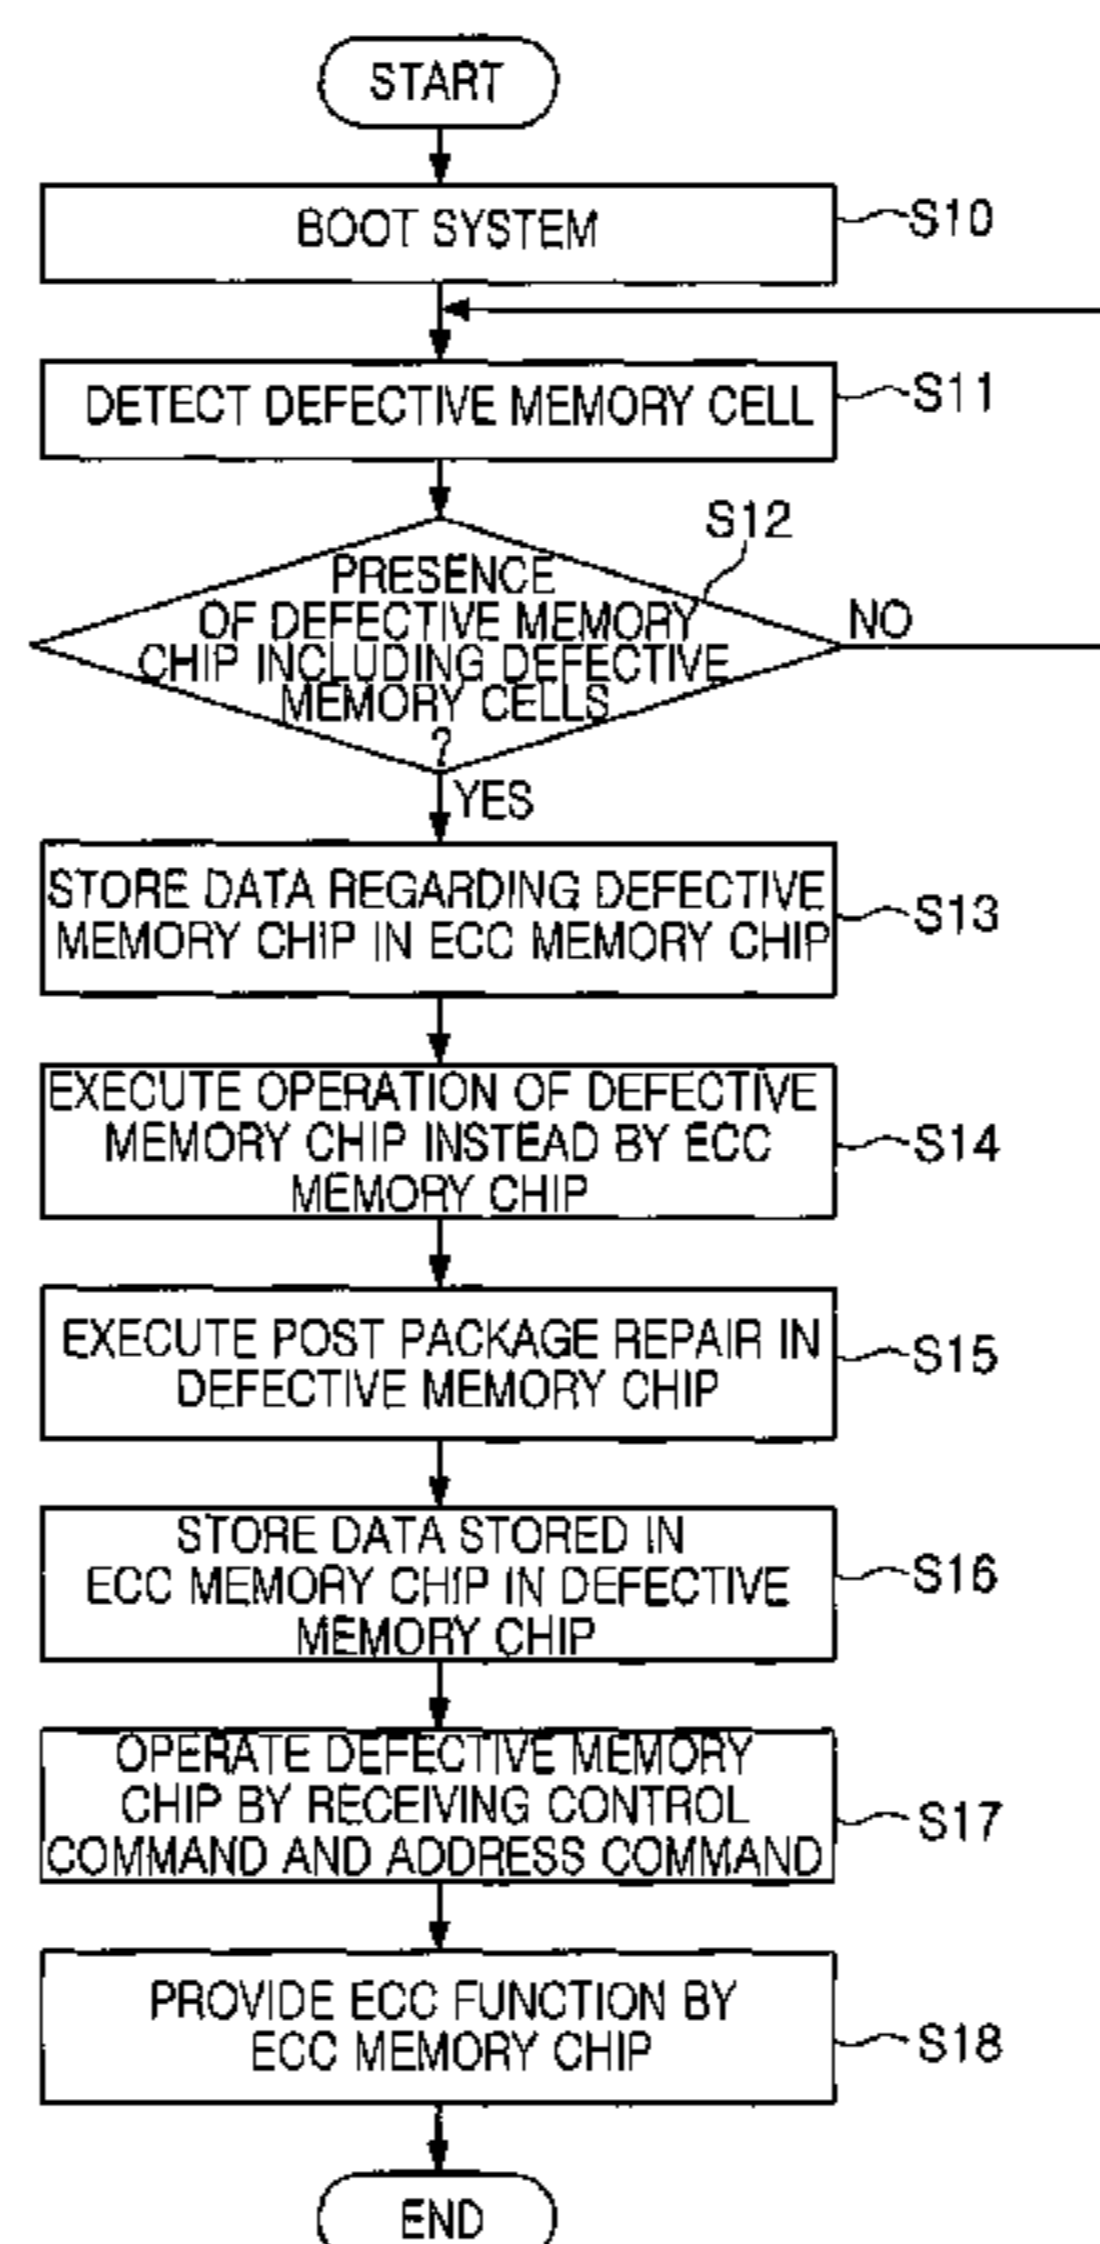 START
BOOT SYSTEM
S10
DETECT DEFECTIVE MEMORY CELL
S11
S12
PRESENCE
OF DEFECTIVE MEMORY
CHIP INCLUDING DEFECTIVE
MEMORY CELLS
?
NO
YES
STORE DATA REGARDING DEFECTIVE
MEMORY CHIP IN ECC MEMORY CHIP
S13
EXECUTE OPERATION OF DEFECTIVE
MEMORY CHIP INSTEAD BY ECC
MEMORY CHIP
S14
EXECUTE POST PACKAGE REPAIR IN
DEFECTIVE MEMORY CHIP
S15
STORE DATA STORED IN
ECC MEMORY CHIP IN DEFECTIVE
MEMORY CHIP
S16
OPERATE DEFECTIVE MEMORY
CHIP BY RECEIVING CONTROL
COMMAND AND ADDRESS COMMAND
S17
PROVIDE ECC FUNCTION BY
ECC MEMORY CHIP
S18
END